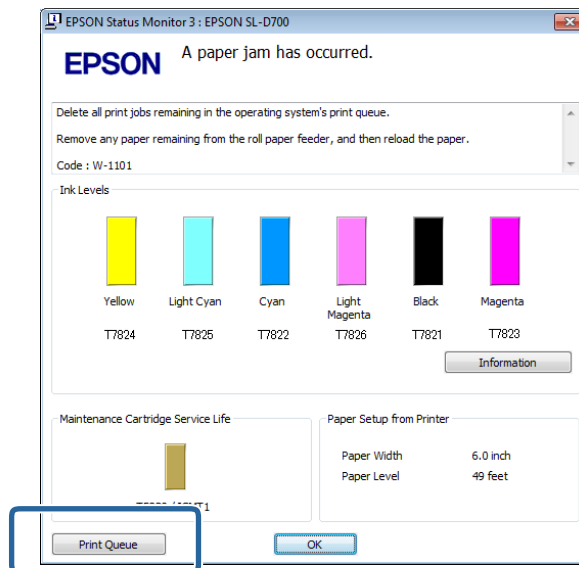 EPSON Status Monitor 3 : EPSON SL-D700
EPSON
A paper jam has occurred.
Delete all print jobs remaining in the operating system's print queue.
Remove any paper remaining from the roll paper feeder, and then reload the paper.
Code : W-1101
Ink Levels
Yellow Light Cyan Cyan Light Magenta Black Magenta
T7824 T7825 T7822 T7826 T7821 T7823
Information
Maintenance Cartridge Service Life
Paper Setup from Printer
Paper Width 6.0 inch
Paper Level 49 feet
Print Queue
OK